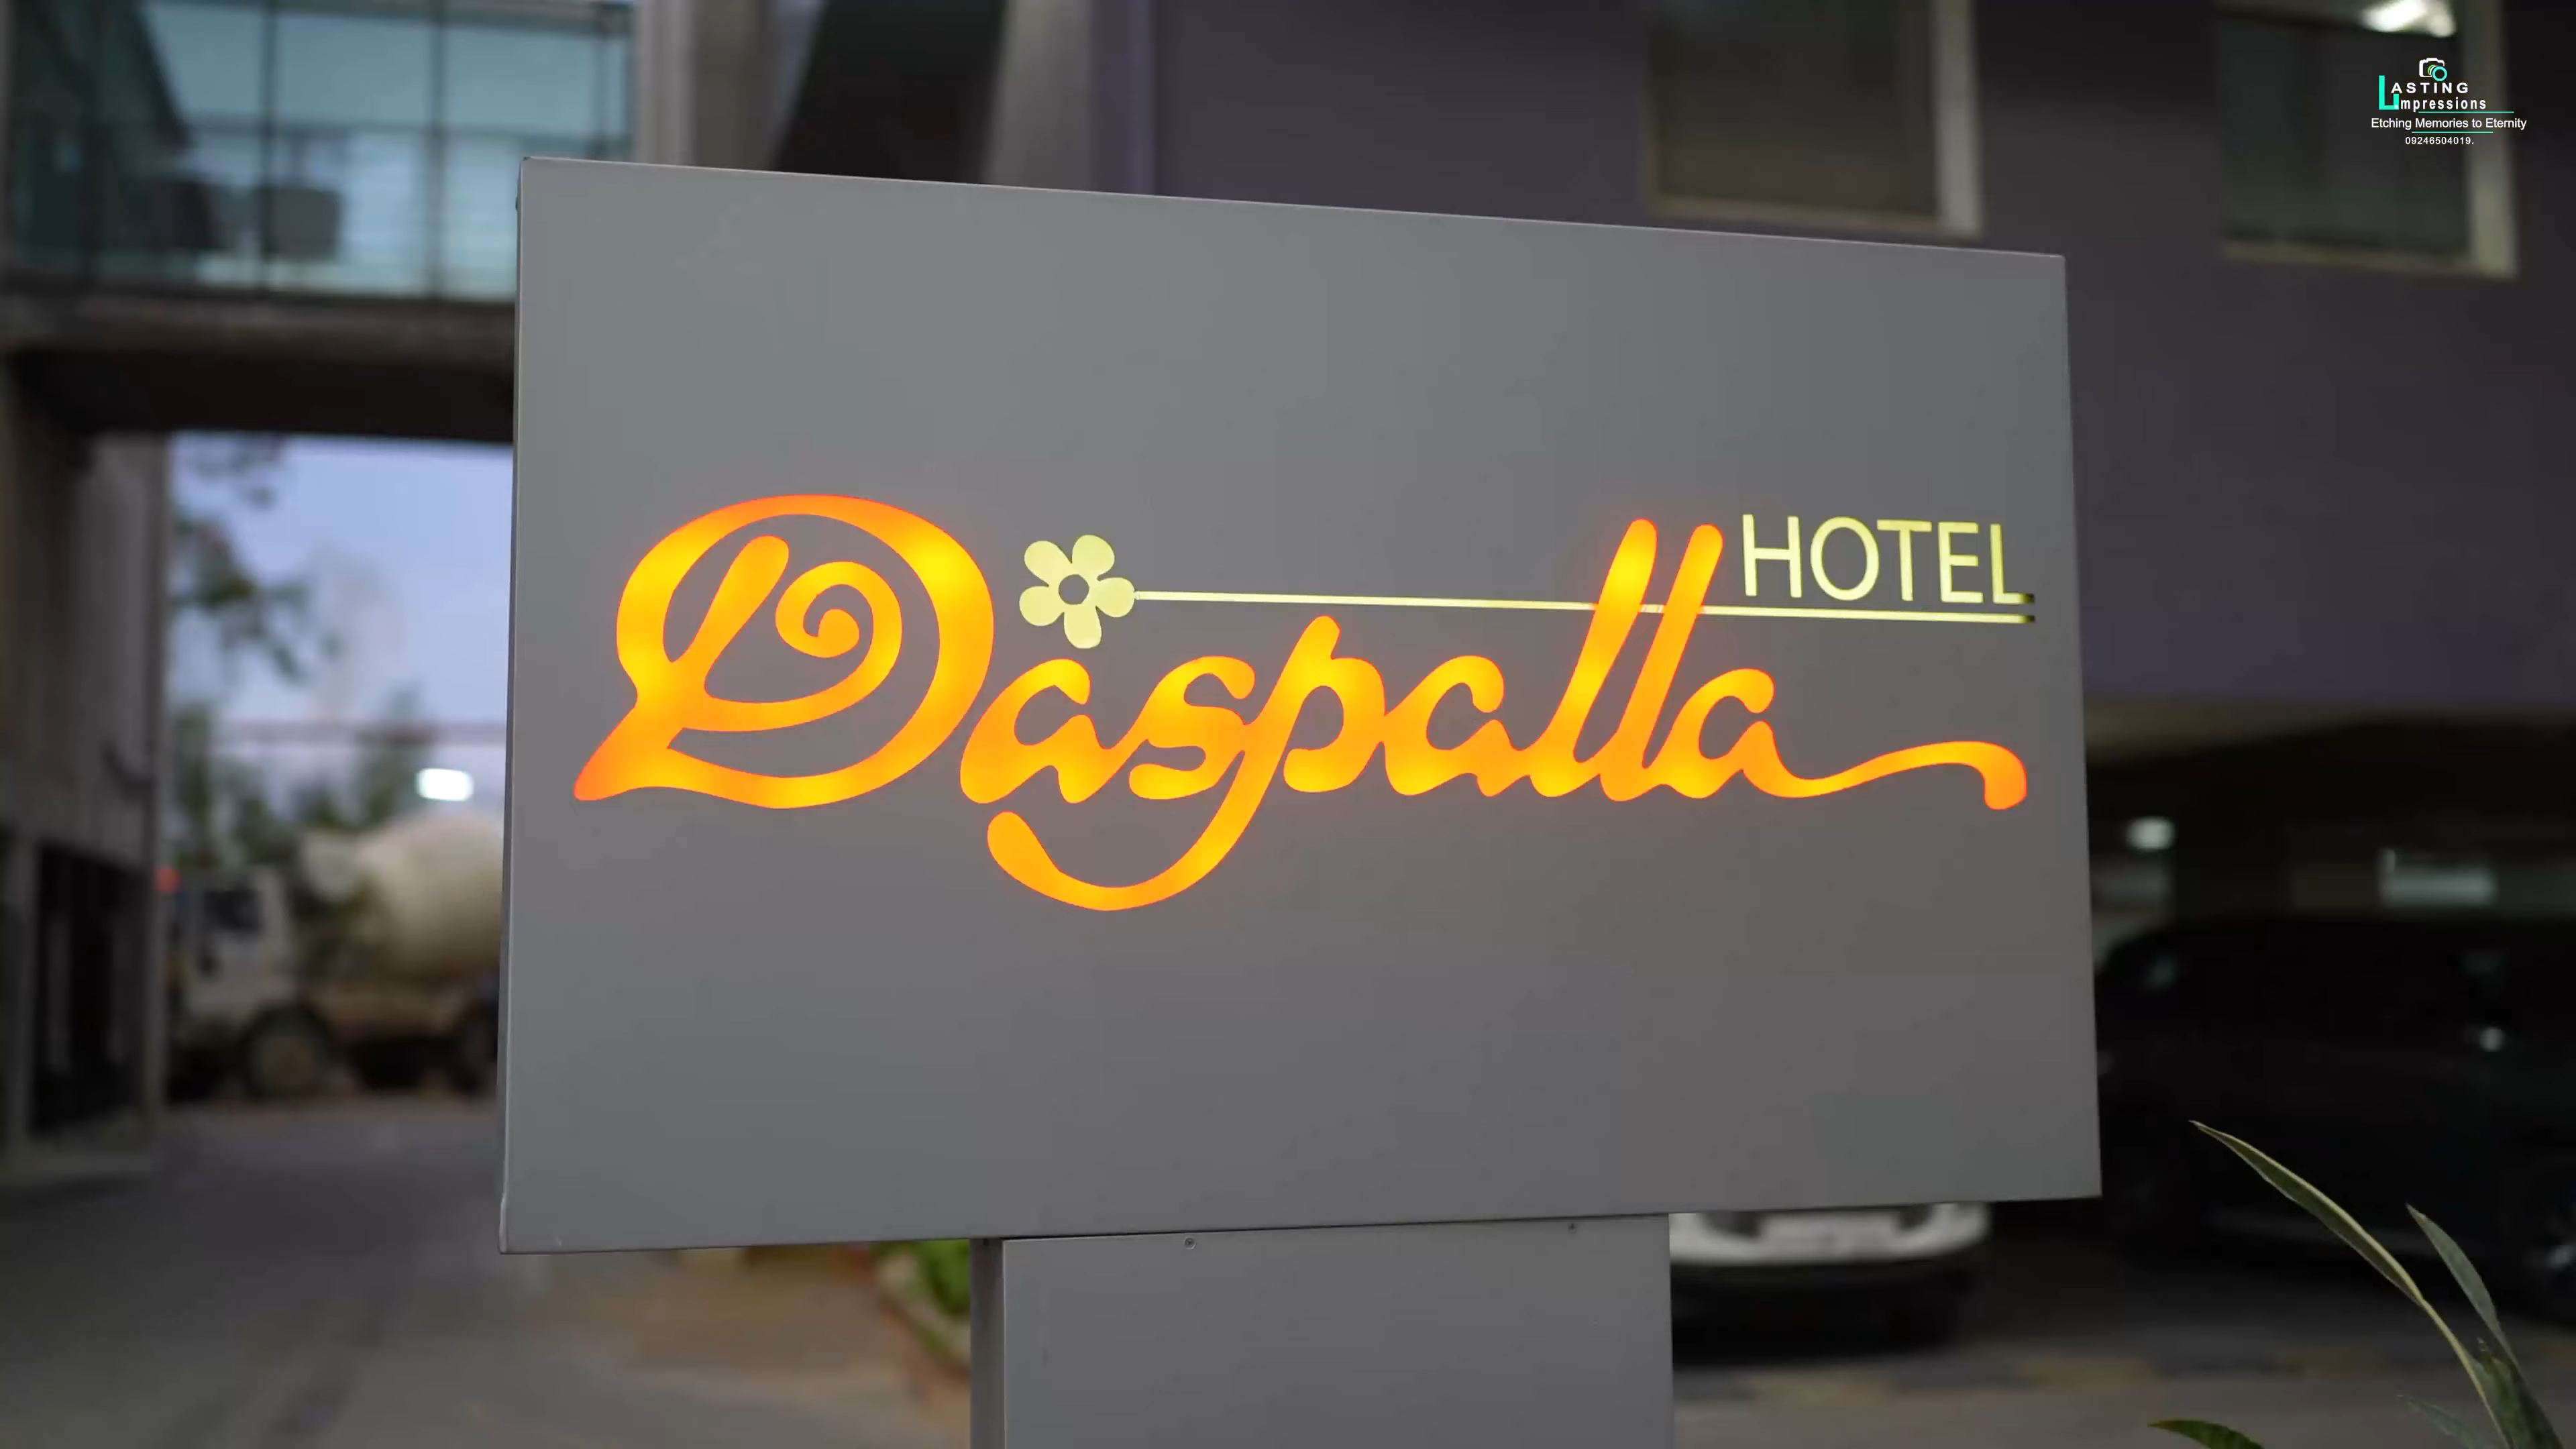 HOTEL
Daspalla
LASTING
Impressions
Etching Memories to Eternity
09246504019.